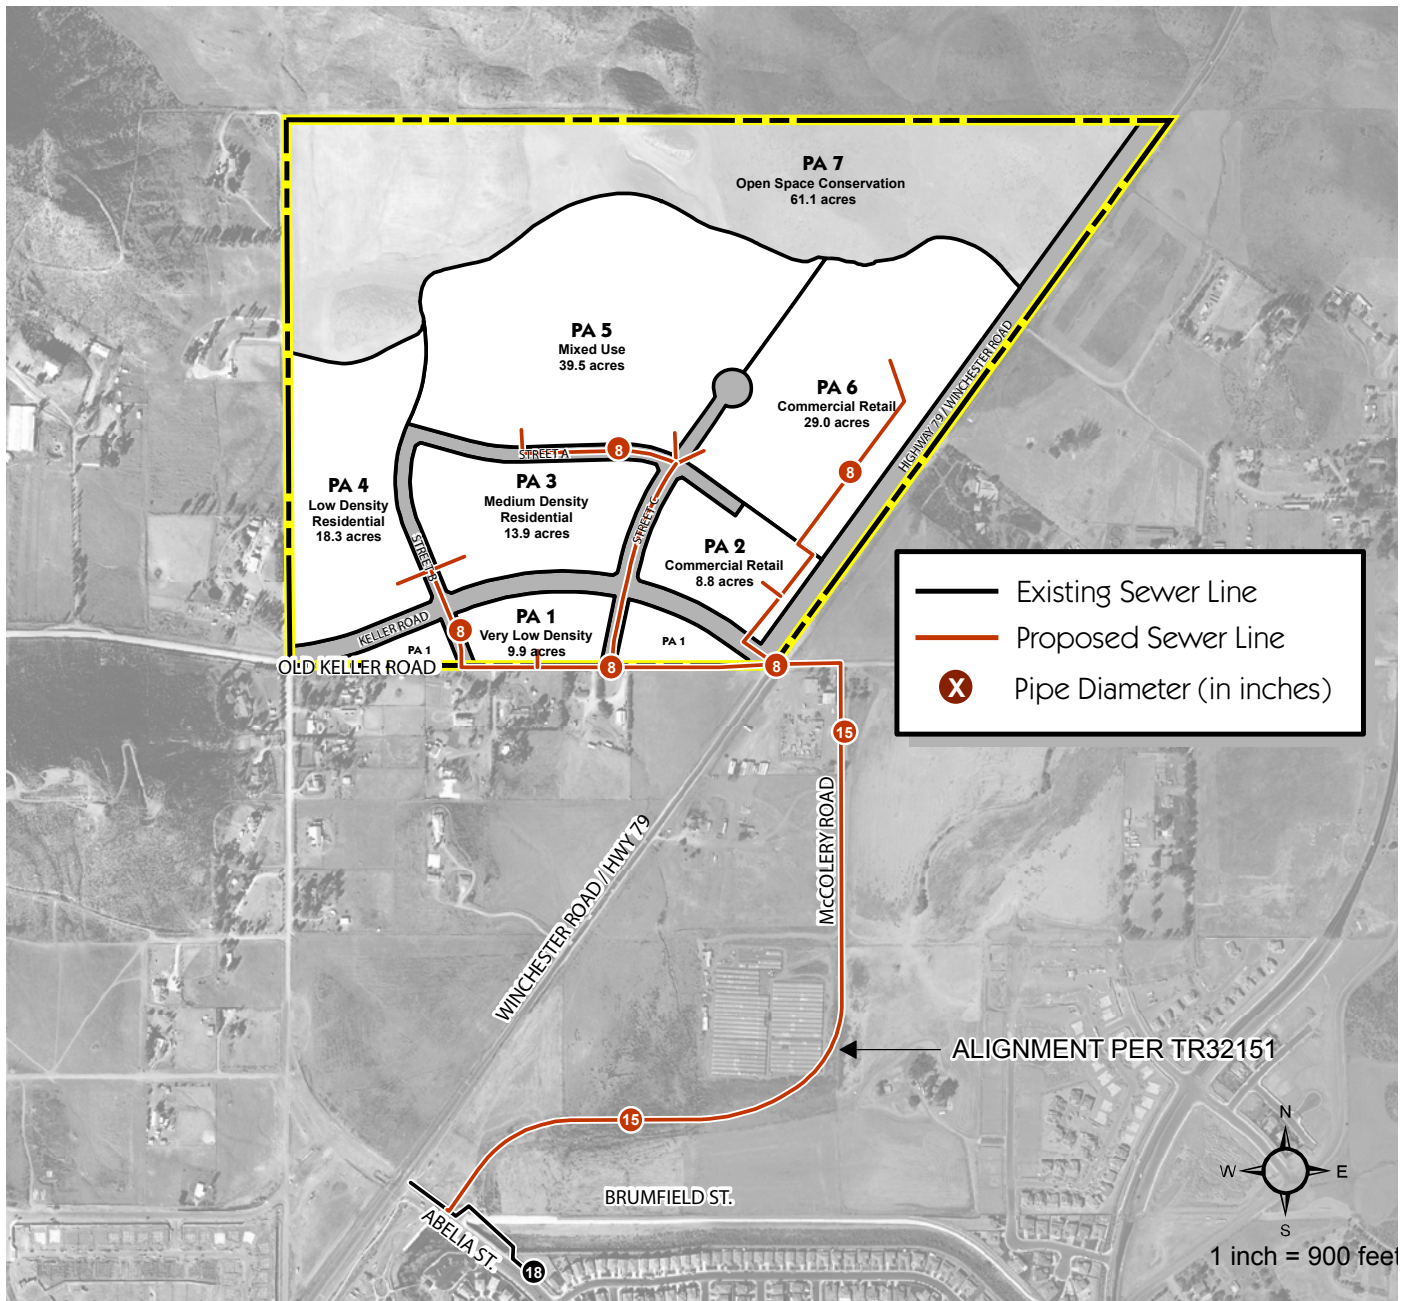 PA 7
Open Space Conservation
61.1 acres
PA 5
Mixed Use
39.5 acres
PA 6
Commercial Retail
29.0 acres
HIGHWAY 79 / WINCHESTER ROAD
8
STREET A
8
PA 4
Low Density
Residential
18.3 acres
PA 3
Medium Density
Residential
13.9 acres
STREET C
STREET B
PA 2
Commercial Retail
8.8 acres
KELLER ROAD
8
PA 1
Very Low Density
9.9 acres
PA 1
PA 1
OLD KELLER ROAD
8
8
Existing Sewer Line
Proposed Sewer Line
X
Pipe Diameter (in inches)
15
McCOLERY ROAD
WINCHESTER ROAD / HWY 79
ALIGNMENT PER TR32151
15
BRUMFIELD ST.
ABELIA ST.
18
N
W
E
S
1 inch = 900 feet